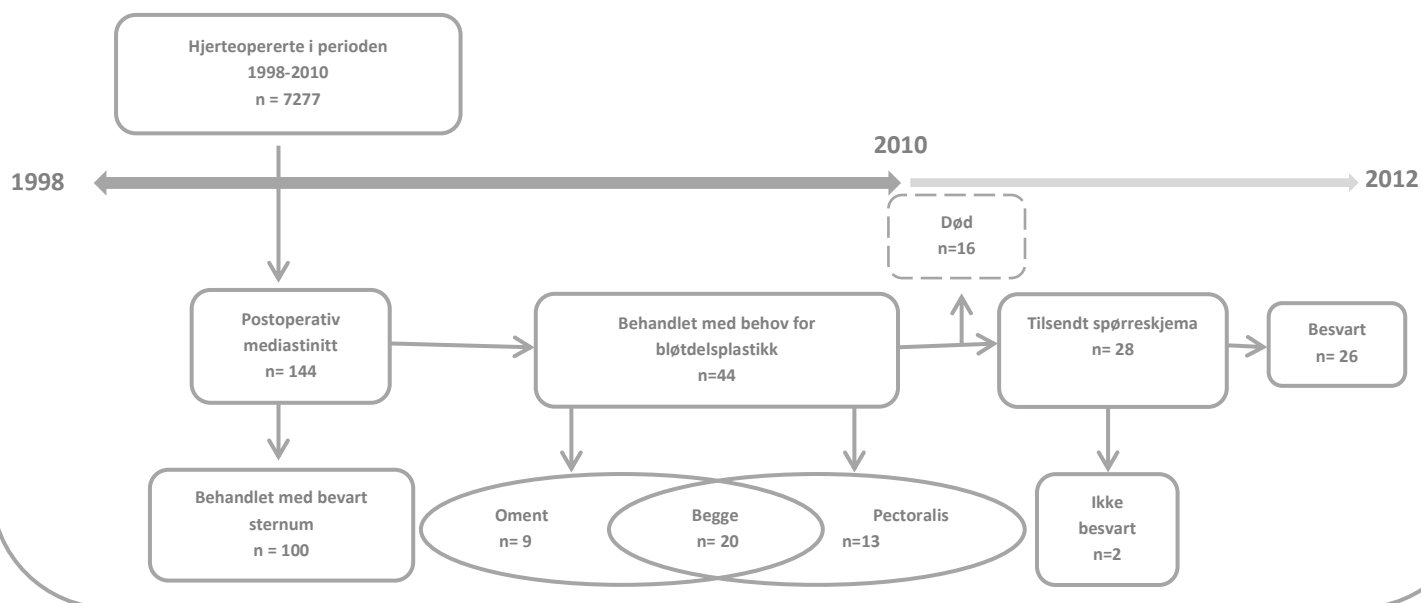 Hjerteopererte i perioden
1998-2010
n = 7277
1998
2010
2012
Død
n=16
Postoperativ
mediastinitt
n= 144
Behandlet med behov for
bløtdelsplastikk
n=44
Tilsendt spørreskjema
n= 28
Besvart
n= 26
Behandlet med bevart
sternum
n = 100
Oment
n= 9
Begge
n= 20
Pectoralis
n=13
Ikke
besvart
n=2